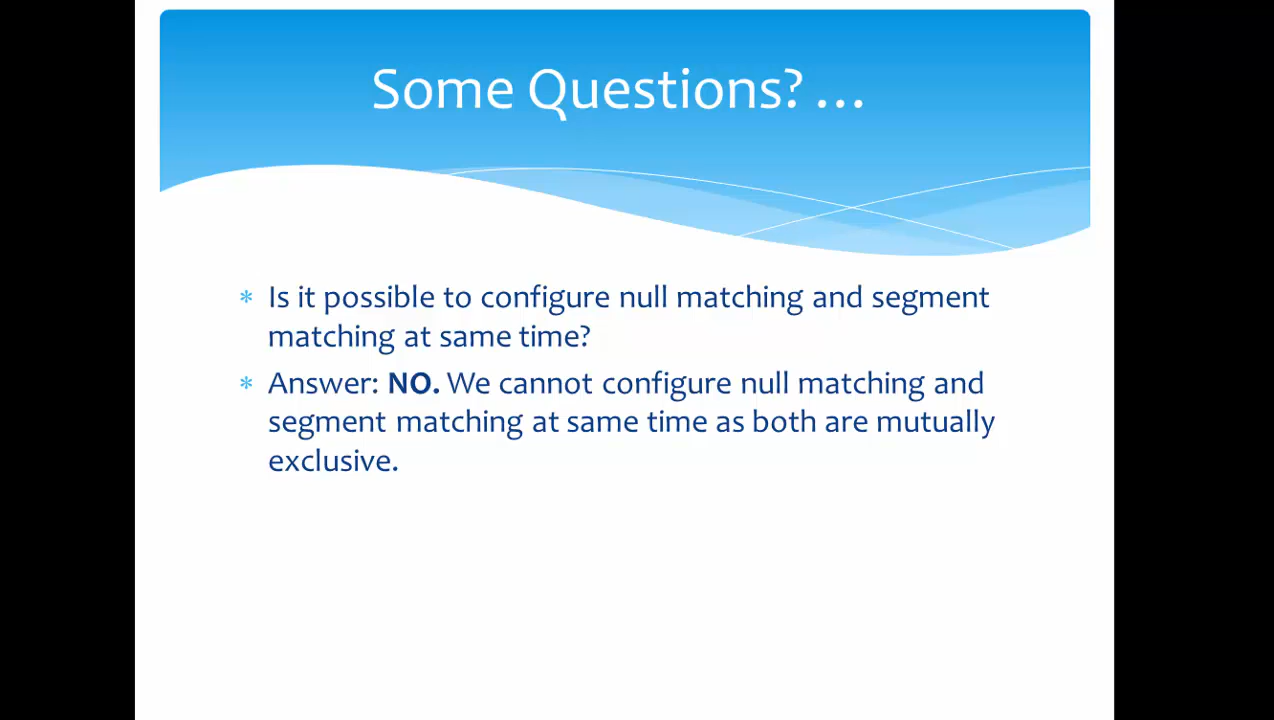 Some Questions? ...
* Is it possible to configure null matching and segment
matching at same time?
* Answer: NO. We cannot configure null matching and
segment matching at same time as both are mutually
exclusive.